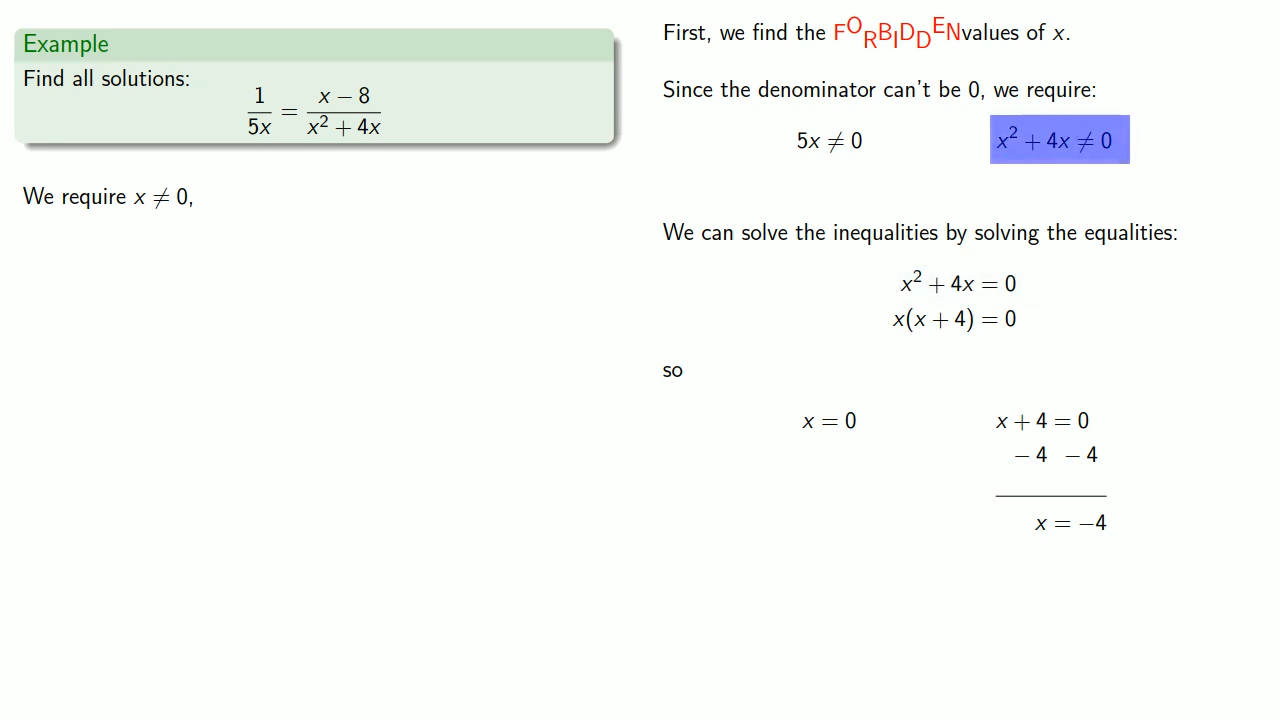 Example
Find all solutions:
1/5x = x − 8/x² + 4x
We require x ≠ 0,
First, we find the FORBIDDENvalues of x.
Since the denominator can't be 0, we require:
5x ≠ 0 x² + 4x ≠ 0
We can solve the inequalities by solving the equalities:
x² + 4x = 0
x(x + 4) = 0
so
x = 0 x + 4 = 0
− 4 − 4
x = −4